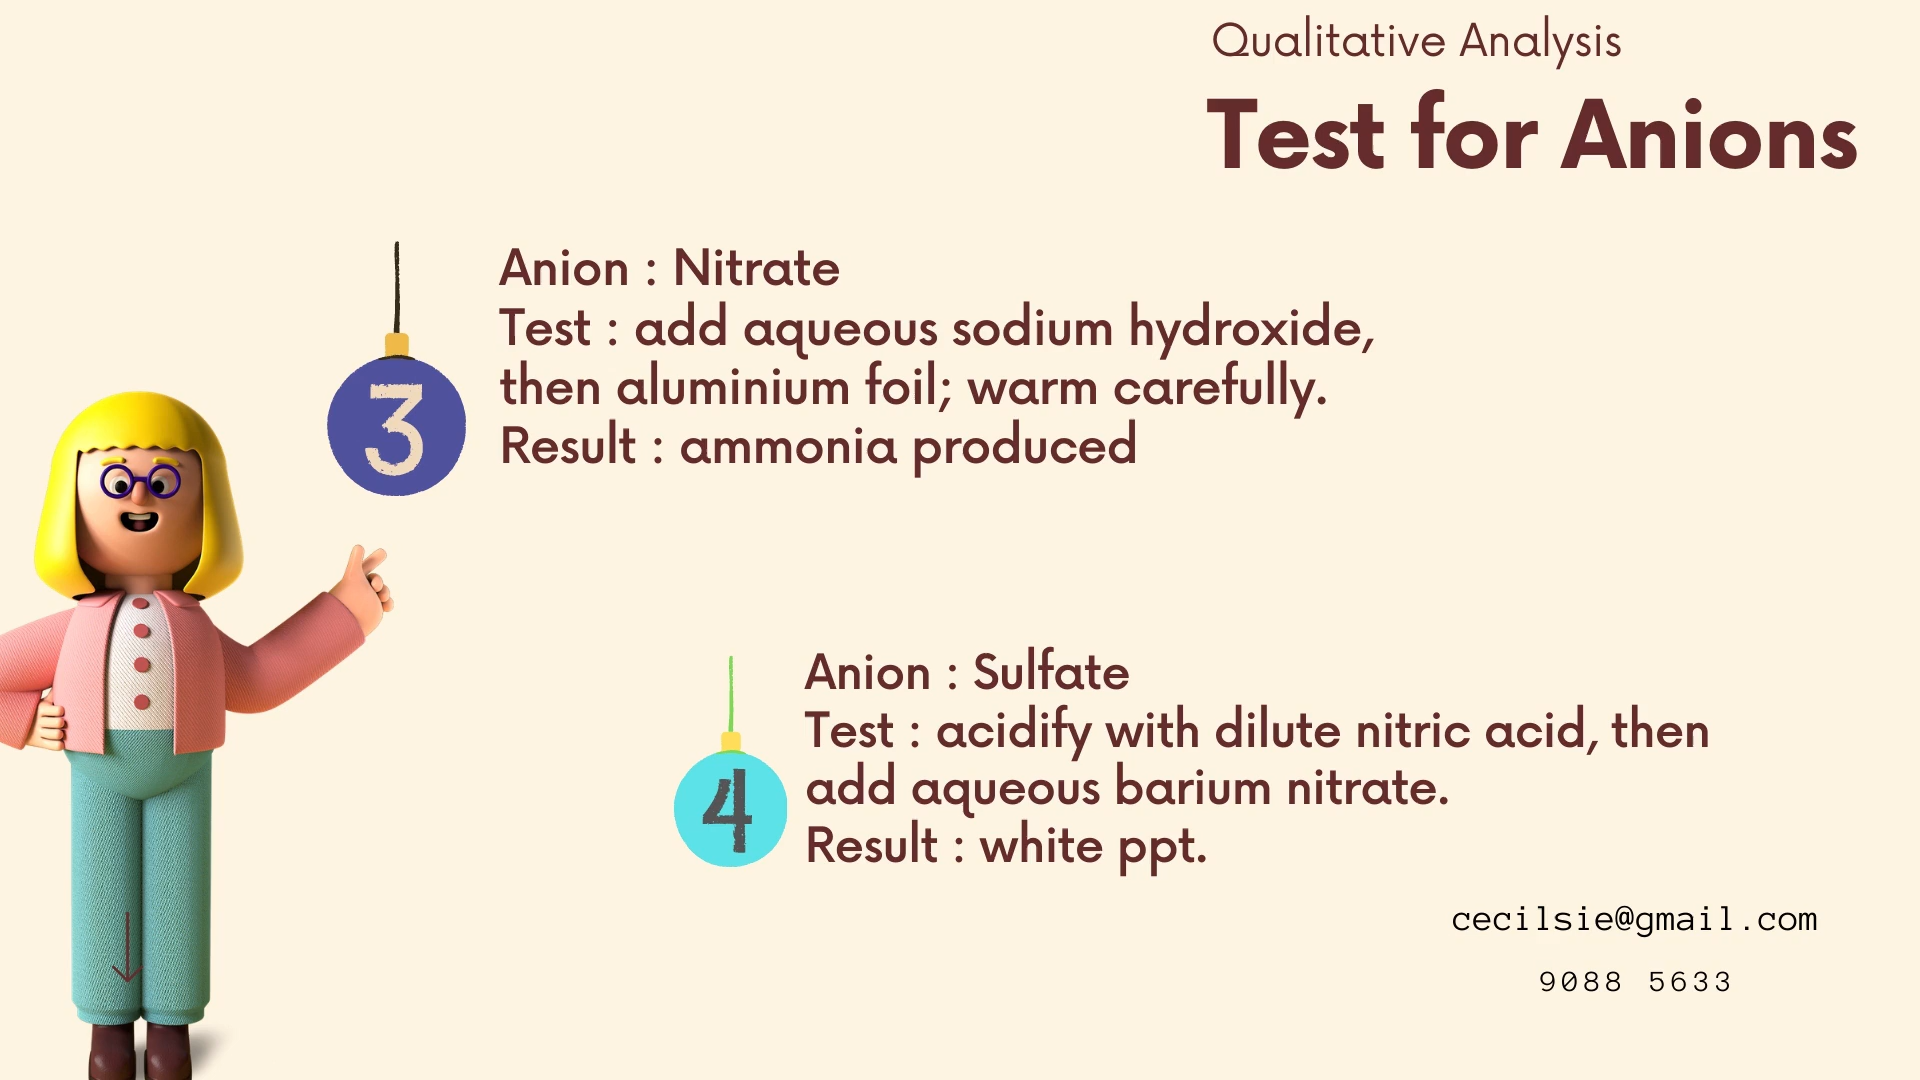 Qualitative Analysis
Test for Anions
3
Anion : Nitrate
Test : add aqueous sodium hydroxide,
then aluminium foil; warm carefully.
Result : ammonia produced
4
Anion : Sulfate
Test : acidify with dilute nitric acid, then
add aqueous barium nitrate.
Result : white ppt.
cecilsie@gmail.com
9088 5633